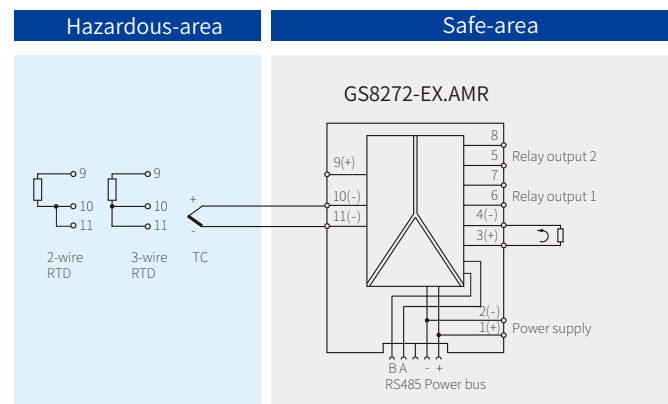 Hazardous-area
Safe-area
GS8272-EX.AMR
8
9(+)
5
Relay output 2
9
9
7
10(-)
6
Relay output 1
+
10
10
11(-)
4(-)
11
11
3(+)
-
2-wire
RTD
3-wire
RTD
TC
2(-)
1(+)
Power supply
B A - +
RS485 Power bus